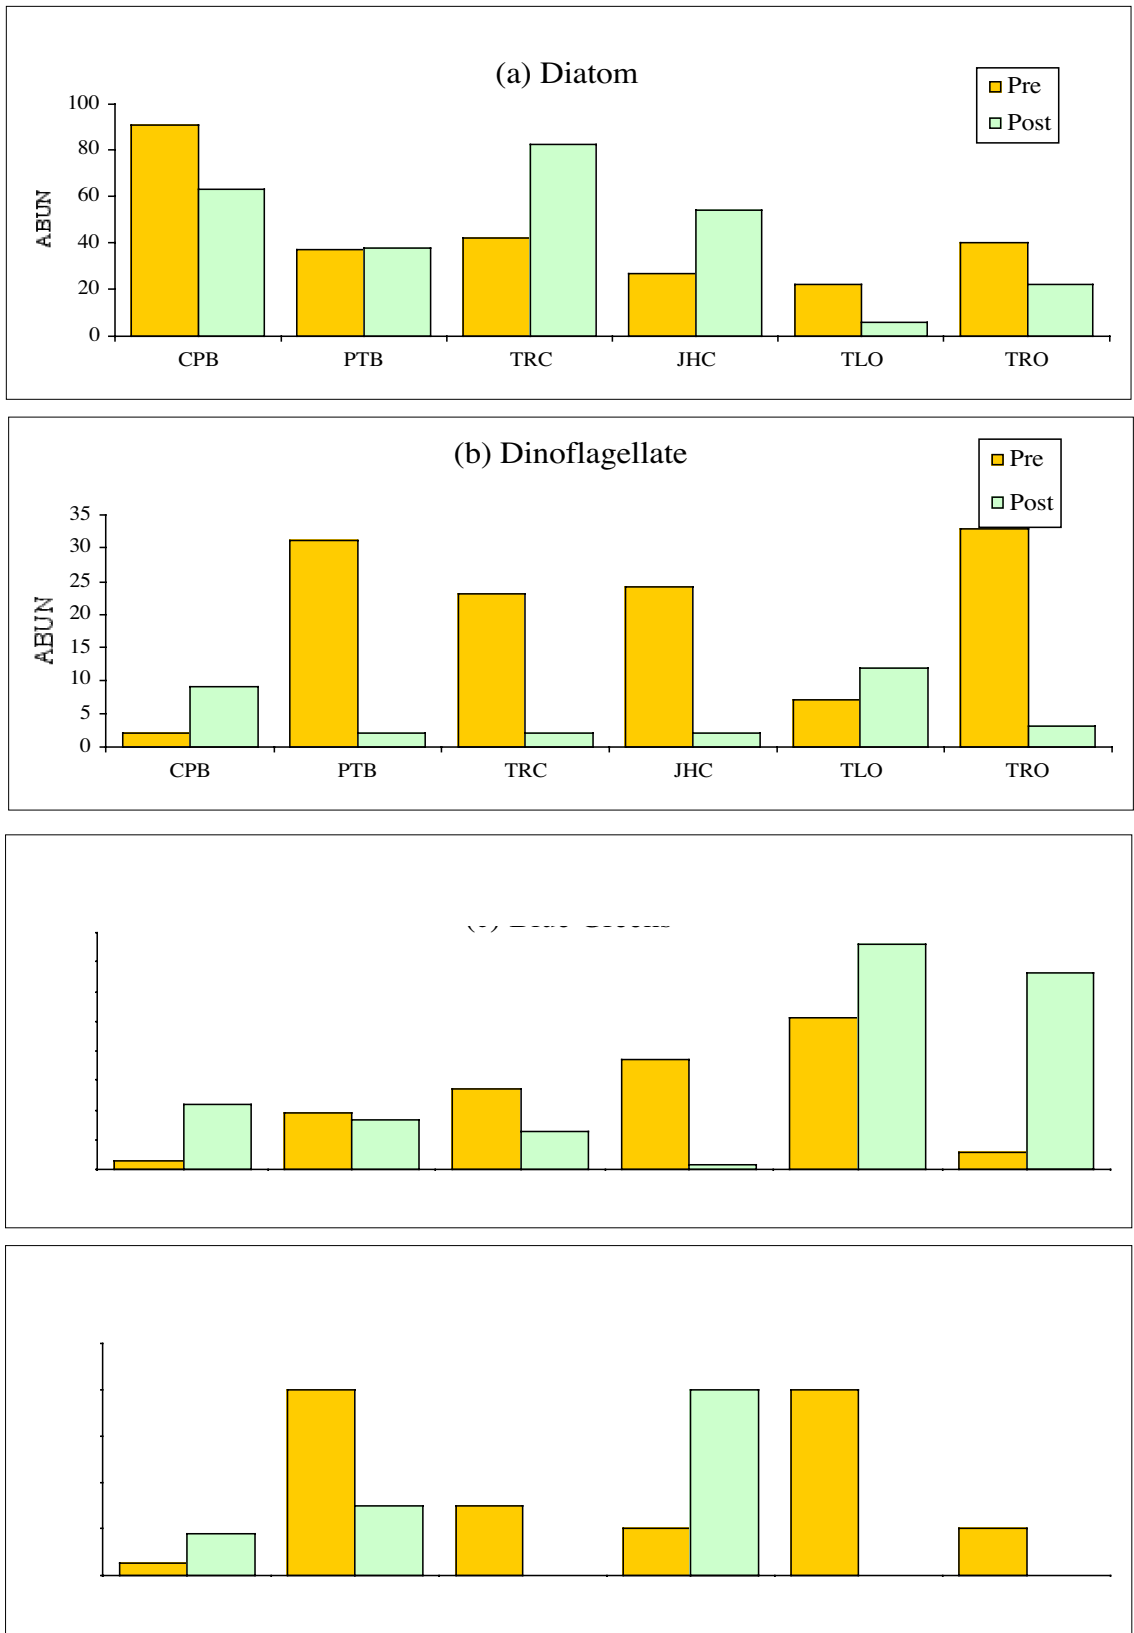 (a) Diatom
Pre
Post
100
80
60
40
20
0
ABUN
CPB PTB TRC JHC TLO TRO
(b) Dinoflagellate
Pre
Post
35
30
25
20
15
10
5
0
ABUN
CPB PTB TRC JHC TLO TRO